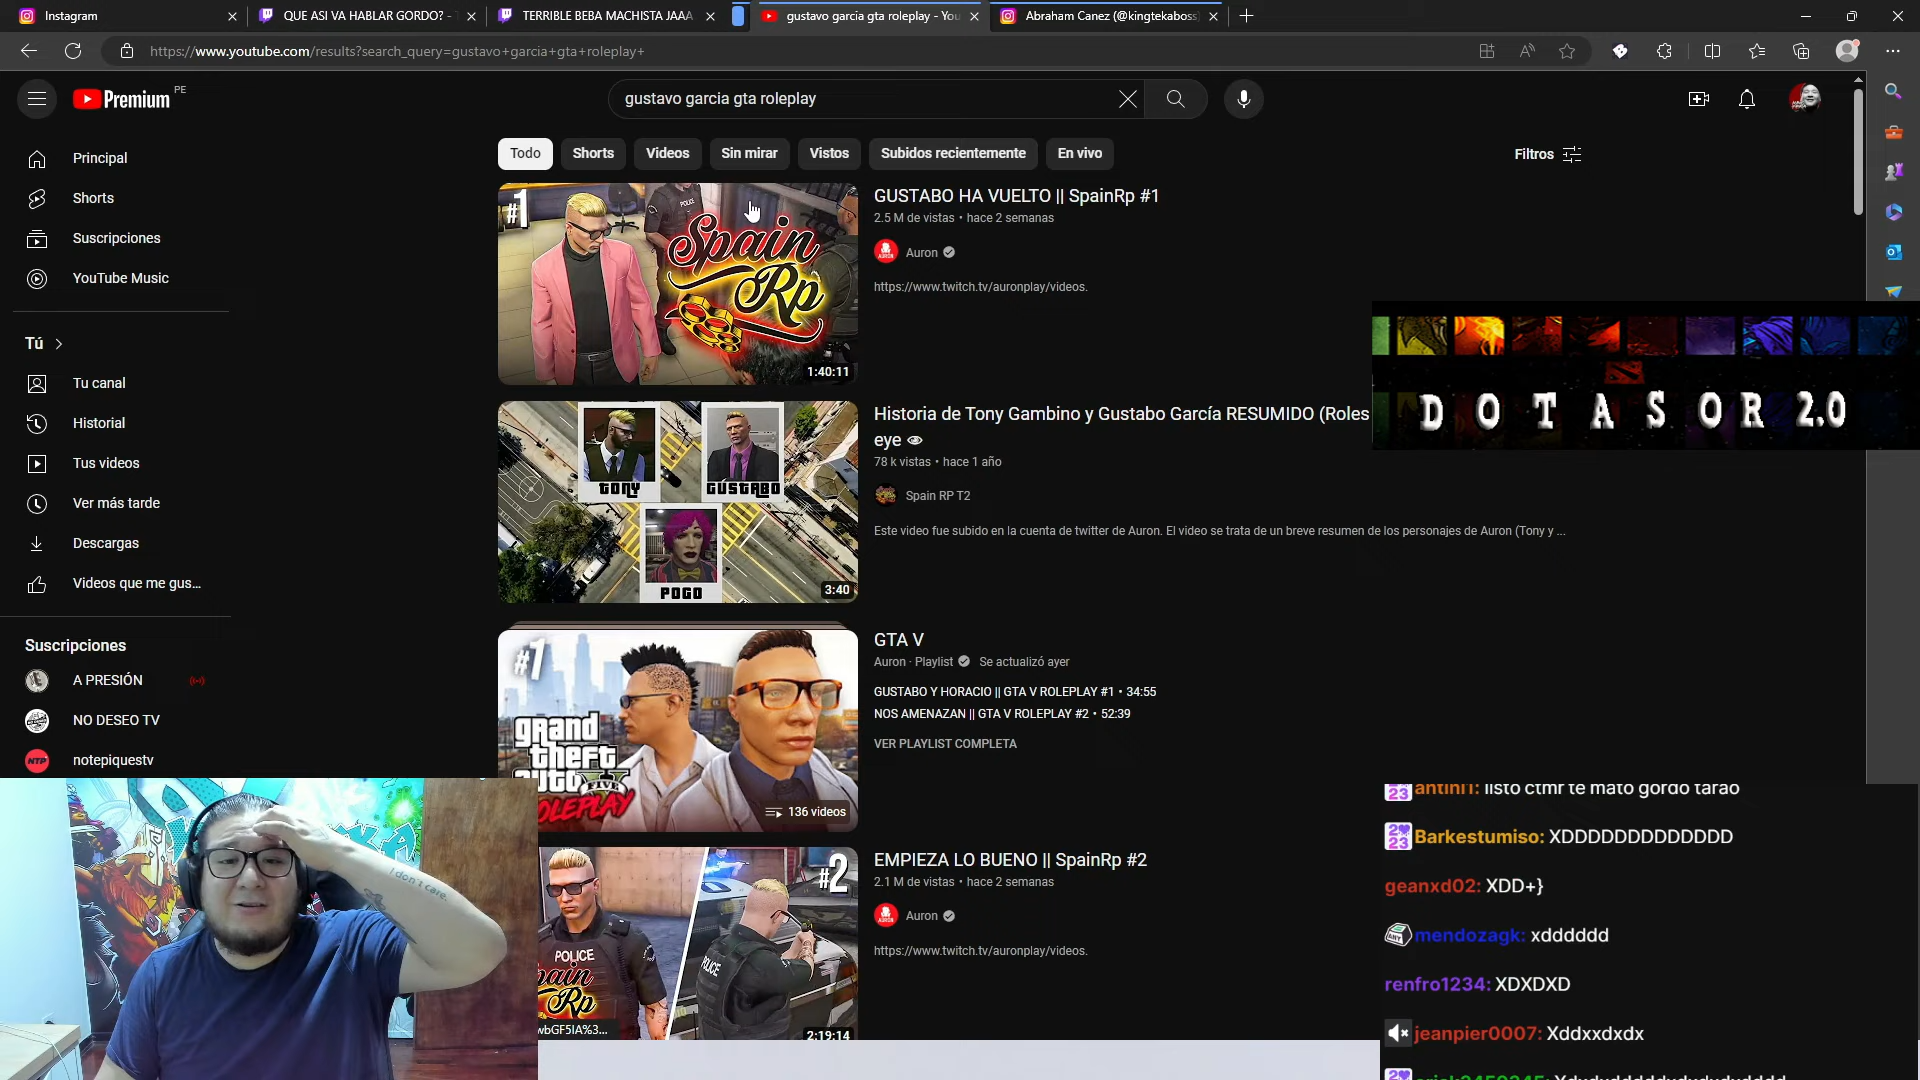 Instagram
QUE ASI VA HABLAR GORDO? - T
TERRIBLE BEBA MACHISTA JAAA
gustavo garcia gta roleplay - You
Abraham Canez (@kingtekaboss)
https://www.youtube.com/results?search_query=gustavo+garcia+gta+roleplay+
Premium PE
gustavo garcia gta roleplay
Principal
Shorts
Suscripciones
YouTube Music
Tú
Tu canal
Historial
Tus videos
Ver más tarde
Descargas
Videos que me gus...
Suscripciones
A PRESIÓN
NO DESEO TV
NTP
notepiquestv
Todo
Shorts
Videos
Sin mirar
Vistos
Subidos recientemente
En vivo
Filtros
#1
POLICE
Spain
Rp
1:40:11
GUSTABO HA VUELTO || SpainRp #1
2.5 M de vistas • hace 2 semanas
Auron
https://www.twitch.tv/auronplay/videos.
TONY
GUSTABO
POGO
3:40
Historia de Tony Gambino y Gustabo García RESUMIDO (Roles
eye
78 k vistas • hace 1 año
Spain RP T2
Este video fue subido en la cuenta de twitter de Auron. El video se trata de un breve resumen de los personajes de Auron (Tony y ...
DOTASOR 2.0
#1
grand
theft
auto
FIVE
ROLEPLAY
136 videos
GTA V
Auron · Playlist Se actualizó ayer
GUSTABO Y HORACIO || GTA V ROLEPLAY #1 • 34:55
NOS AMENAZAN || GTA V ROLEPLAY #2 • 52:39
VER PLAYLIST COMPLETA
#2
POLICE
POLICE
Spain
Rp
wbGF5IA%3...
2:19:14
EMPIEZA LO BUENO || SpainRp #2
2.1 M de vistas • hace 2 semanas
Auron
https://www.twitch.tv/auronplay/videos.
I don't care.
antini1: listo ctmr te mato gordo tarao
Barkestumiso: XDDDDDDDDDDDDD
geanxd02: XDD+}
mendozagk: xdddddd
renfro1234: XDXDXD
jeanpier0007: Xddxxdxdx